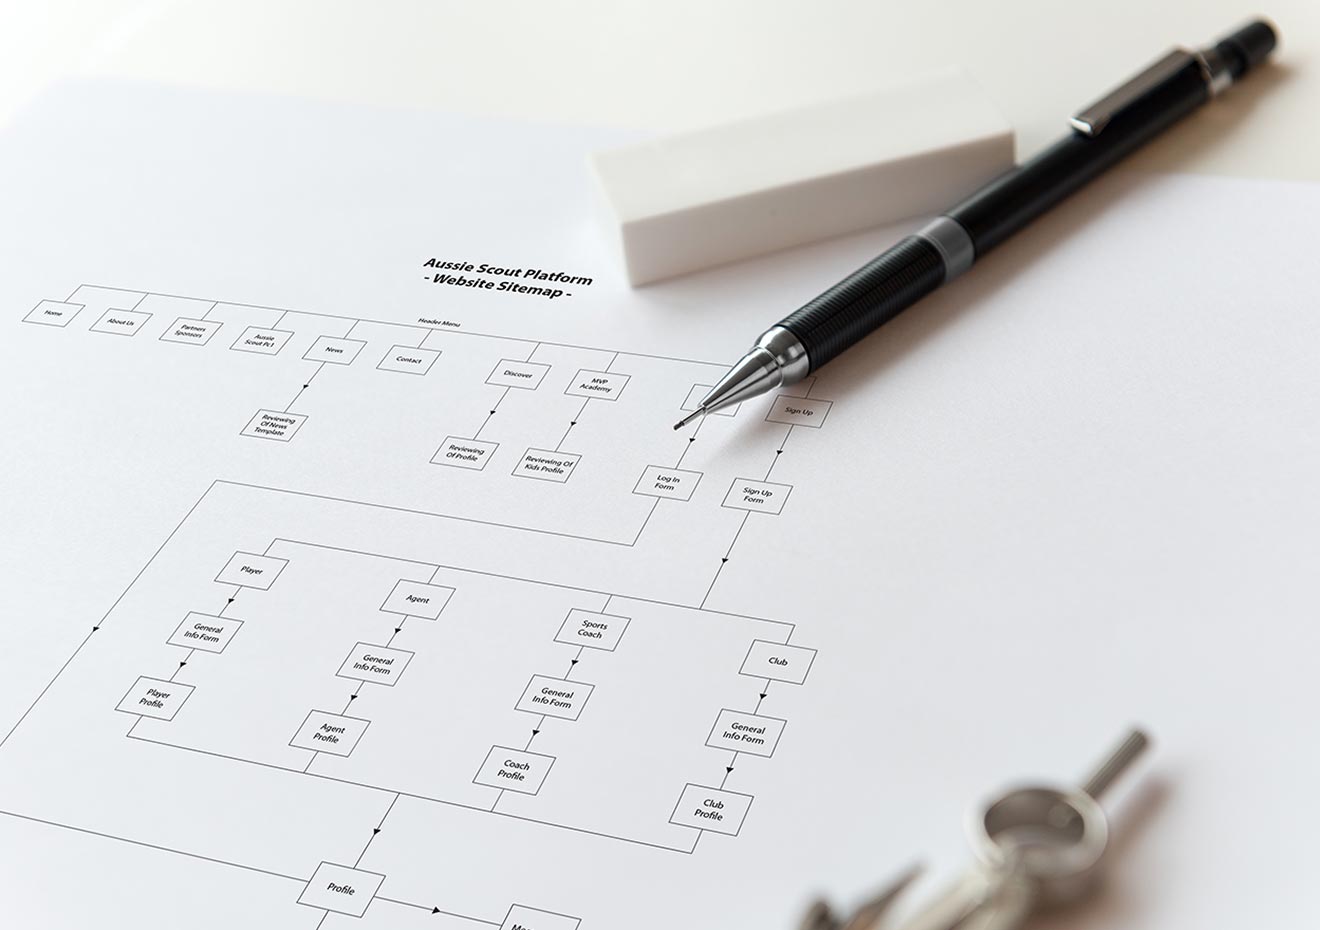 Aussie Scout Platform
- Website Sitemap -
Header Menu
Home
About Us
Partners
Sponsors
Aussie
Scout Pc1
News
Contact
Discover
MVP
Academy
Sign Up
Reviewing
Of News
Template
Reviewing
Of Profile
Reviewing Of
Kids Profile
Log In
Form
Sign Up
Form
Player
Agent
Sports
Coach
Club
General
Info Form
General
Info Form
General
Info Form
General
Info Form
Player
Profile
Agent
Profile
Coach
Profile
Club
Profile
Profile